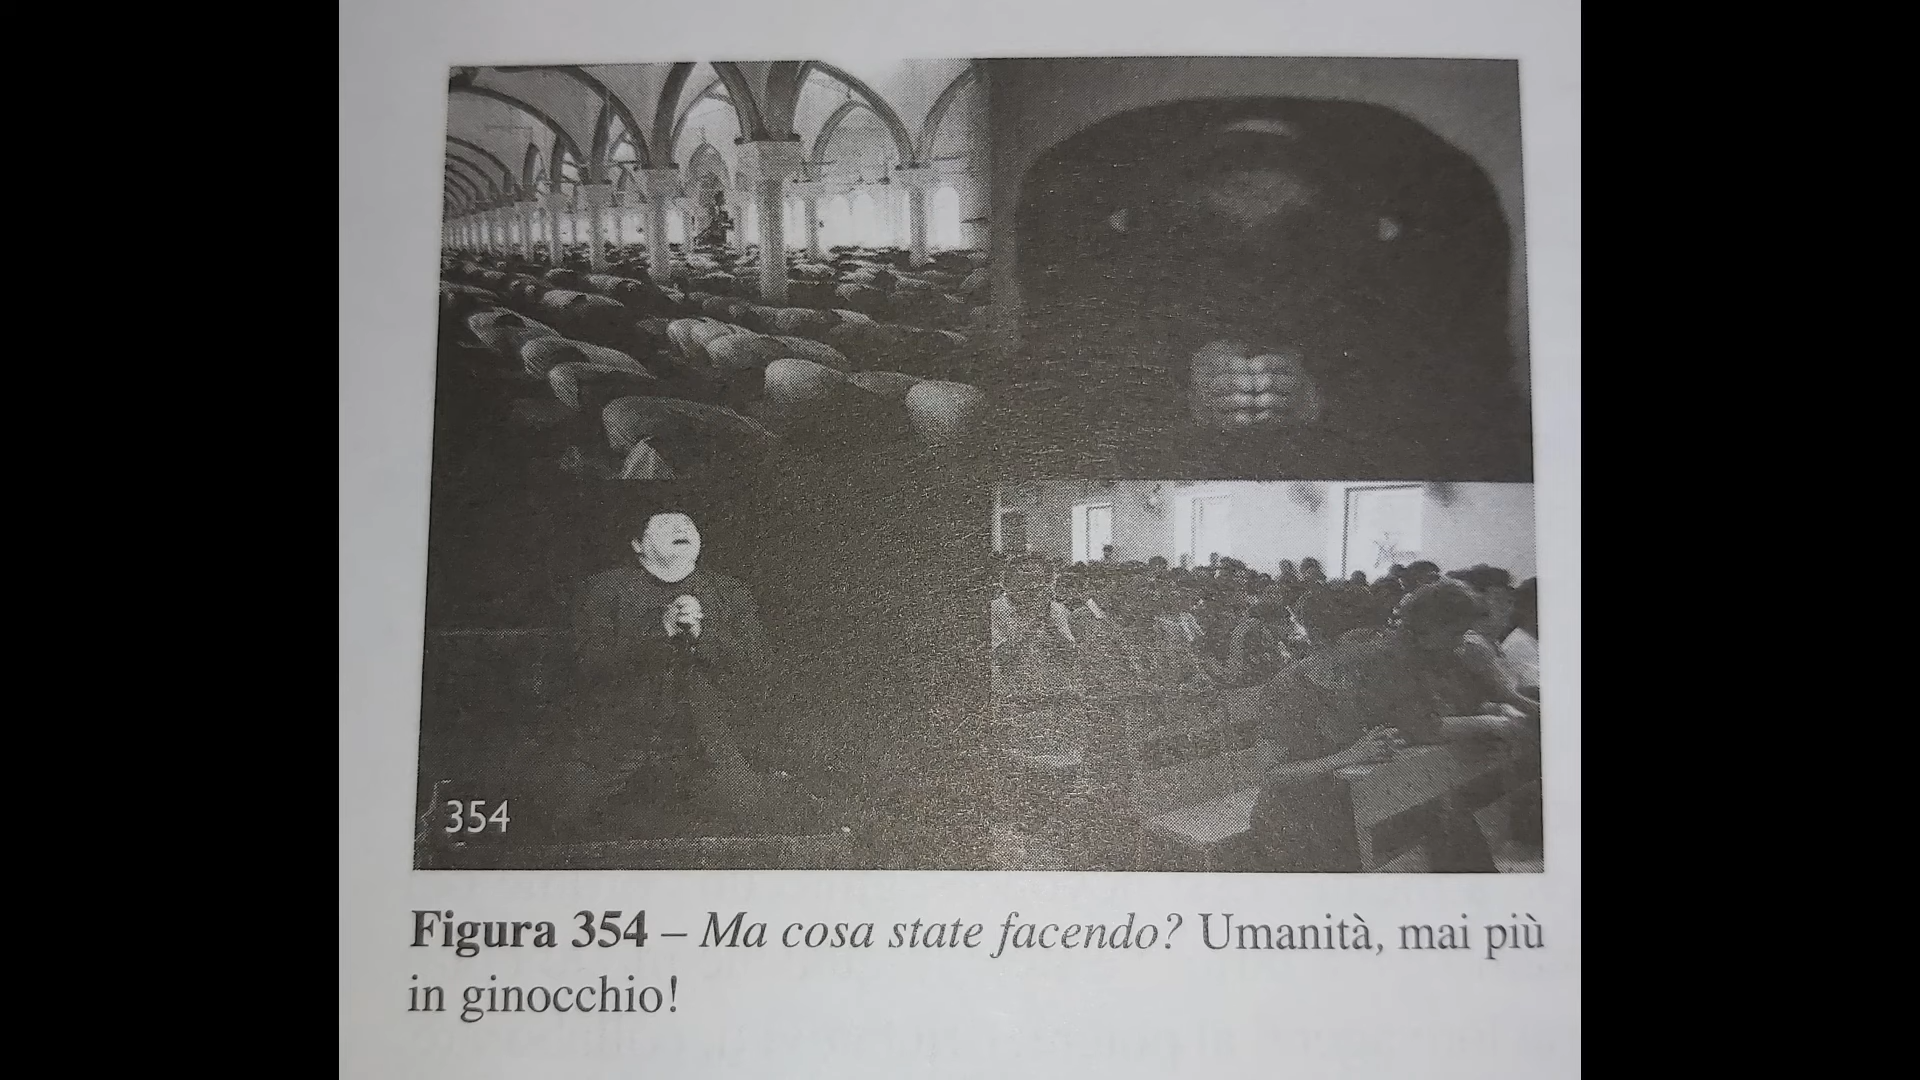 354
Figura 354 – Ma cosa state facendo? Umanità, mai più
in ginocchio!